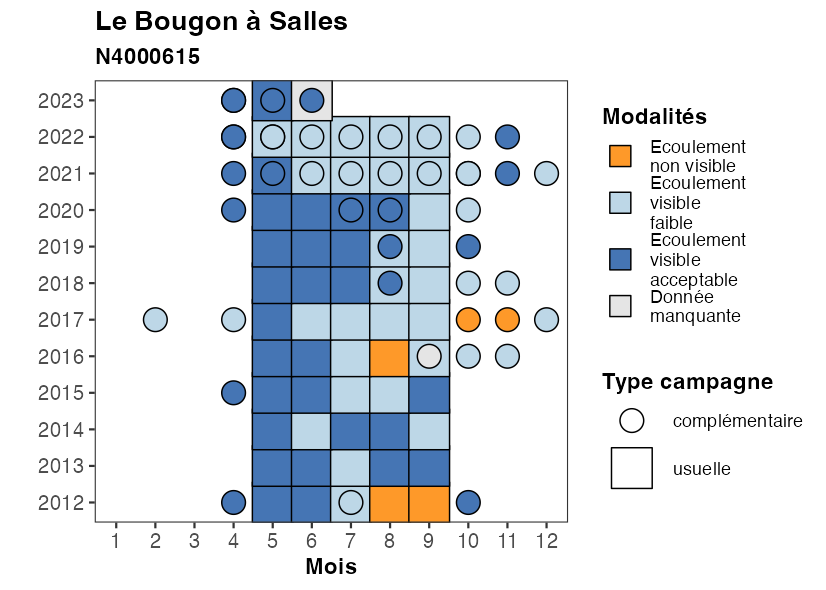 Le Bougon à Salles
N4000615
2023
2022
2021
2020
2019
2018
2017
2016
2015
2014
2013
2012
1 2 3 4 5 6 7 8 9 10 11 12
Mois
Modalités
Ecoulement
non visible
Ecoulement
visible
faible
Ecoulement
visible
acceptable
Donnée
manquante
Type campagne
complémentaire
usuelle